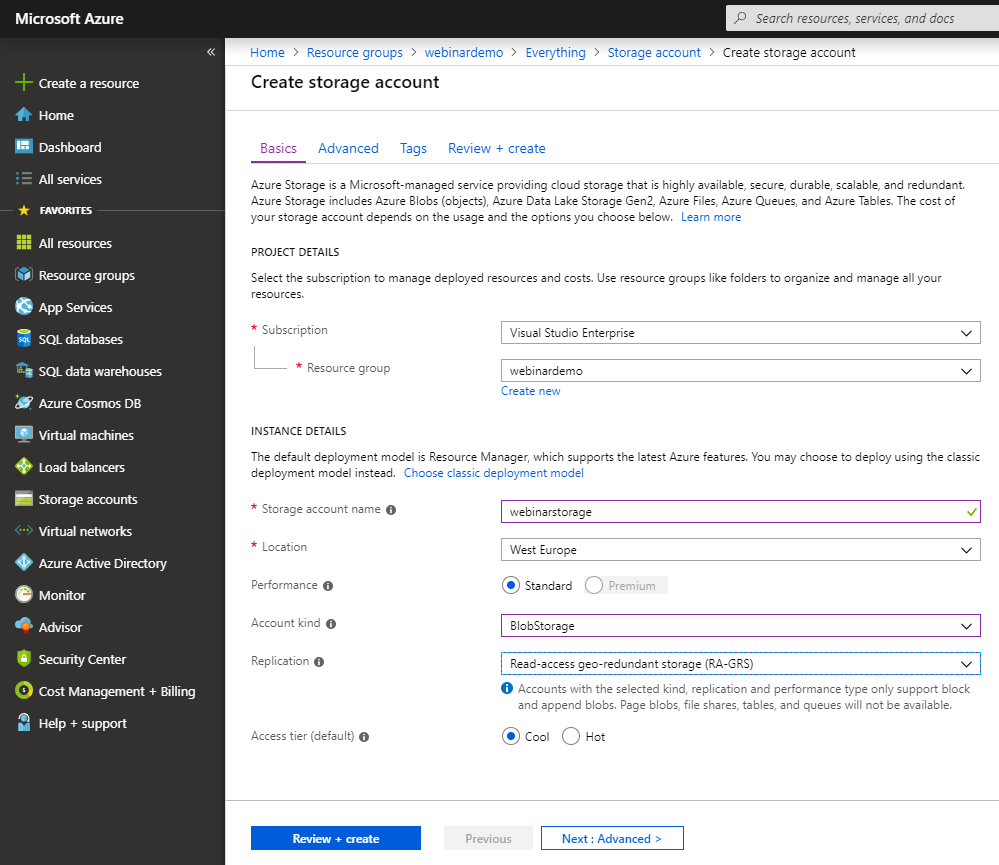 Microsoft Azure
Search resources, services, and docs
«
Create a resource
Home
Dashboard
All services
FAVORITES
All resources
Resource groups
App Services
SQL databases
SQL data warehouses
Azure Cosmos DB
Virtual machines
Load balancers
Storage accounts
Virtual networks
Azure Active Directory
Monitor
Advisor
Security Center
Cost Management + Billing
Help + support
Home > Resource groups > webinardemo > Everything > Storage account > Create storage account
Create storage account
Basics Advanced Tags Review + create
Azure Storage is a Microsoft-managed service providing cloud storage that is highly available, secure, durable, scalable, and redundant.
Azure Storage includes Azure Blobs (objects), Azure Data Lake Storage Gen2, Azure Files, Azure Queues, and Azure Tables. The cost of
your storage account depends on the usage and the options you choose below. Learn more
PROJECT DETAILS
Select the subscription to manage deployed resources and costs. Use resource groups like folders to organize and manage all your
resources.
* Subscription Visual Studio Enterprise
* Resource group webinardemo
Create new
INSTANCE DETAILS
The default deployment model is Resource Manager, which supports the latest Azure features. You may choose to deploy using the classic
deployment model instead. Choose classic deployment model
* Storage account name webinarstorage
* Location West Europe
Performance Standard Premium
Account kind BlobStorage
Replication Read-access geo-redundant storage (RA-GRS)
Accounts with the selected kind, replication and performance type only support block
and append blobs. Page blobs, file shares, tables, and queues will not be available.
Access tier (default) Cool Hot
Review + create Previous Next : Advanced >